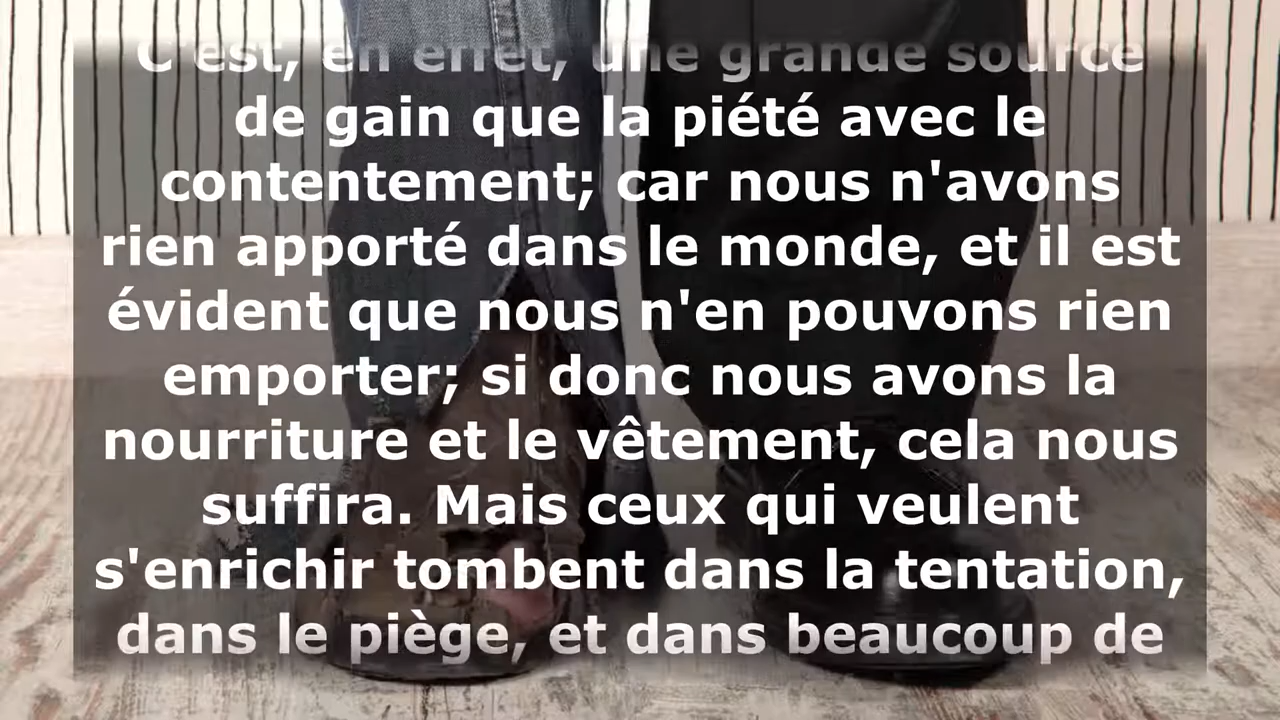 C'est, en effet, une grande source
de gain que la piété avec le
contentement; car nous n'avons
rien apporté dans le monde, et il est
évident que nous n'en pouvons rien
emporter; si donc nous avons la
nourriture et le vêtement, cela nous
suffira. Mais ceux qui veulent
s'enrichir tombent dans la tentation,
dans le piège, et dans beaucoup de